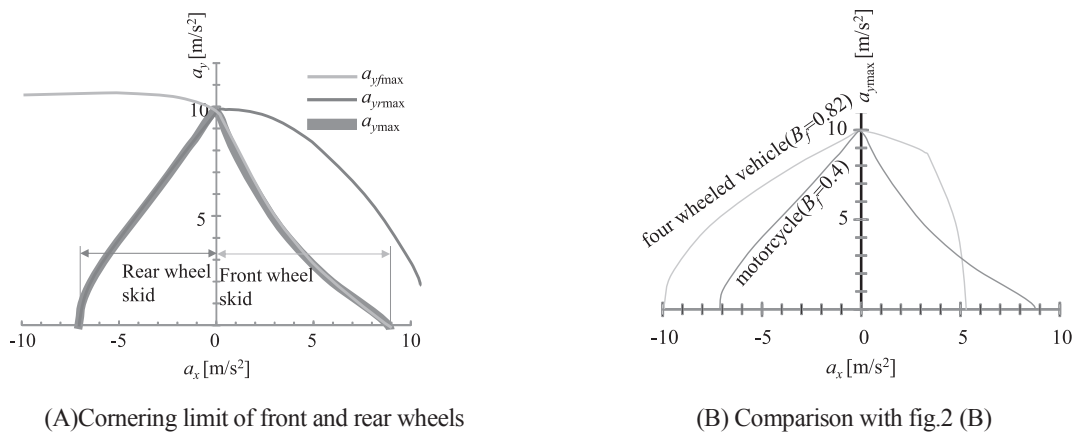 a_y [m/s²]
a_yfmax
a_yrmax
a_ymax
10
5
Rear wheel skid
Front wheel skid
-10 -5 0 5 10
a_x [m/s²]
(A)Cornering limit of front and rear wheels
a_ymax [m/s²]
10
5
four wheeled vehicle(B_f=0.82)
motorcycle(B_f=0.4)
-10 -5 0 5 10
a_x [m/s²]
(B) Comparison with fig.2 (B)